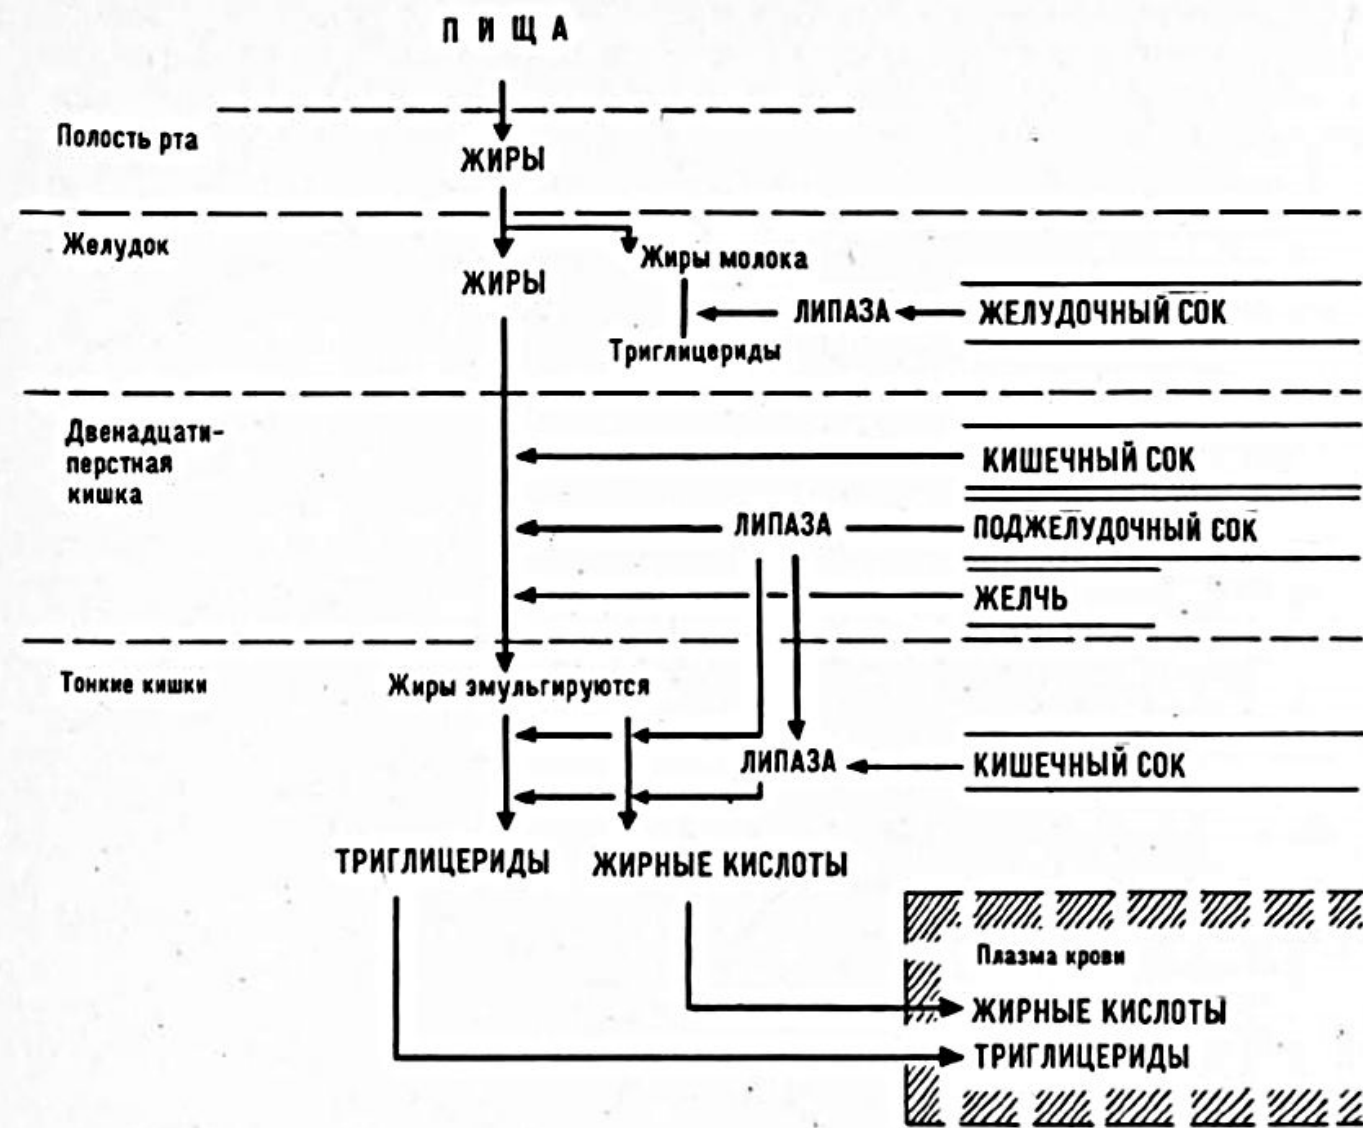 ПИЩА
Полость рта
ЖИРЫ
Желудок
Жиры молока
ЖИРЫ
ЛИПАЗА
ЖЕЛУДОЧНЫЙ СОК
Триглицериды
Двенадцати-
перстная
кишка
КИШЕЧНЫЙ СОК
ЛИПАЗА
ПОДЖЕЛУДОЧНЫЙ СОК
ЖЕЛЧЬ
Тонкие кишки
Жиры эмульгируются
ЛИПАЗА
КИШЕЧНЫЙ СОК
ТРИГЛИЦЕРИДЫ
ЖИРНЫЕ КИСЛОТЫ
Плазма крови
ЖИРНЫЕ КИСЛОТЫ
ТРИГЛИЦЕРИДЫ